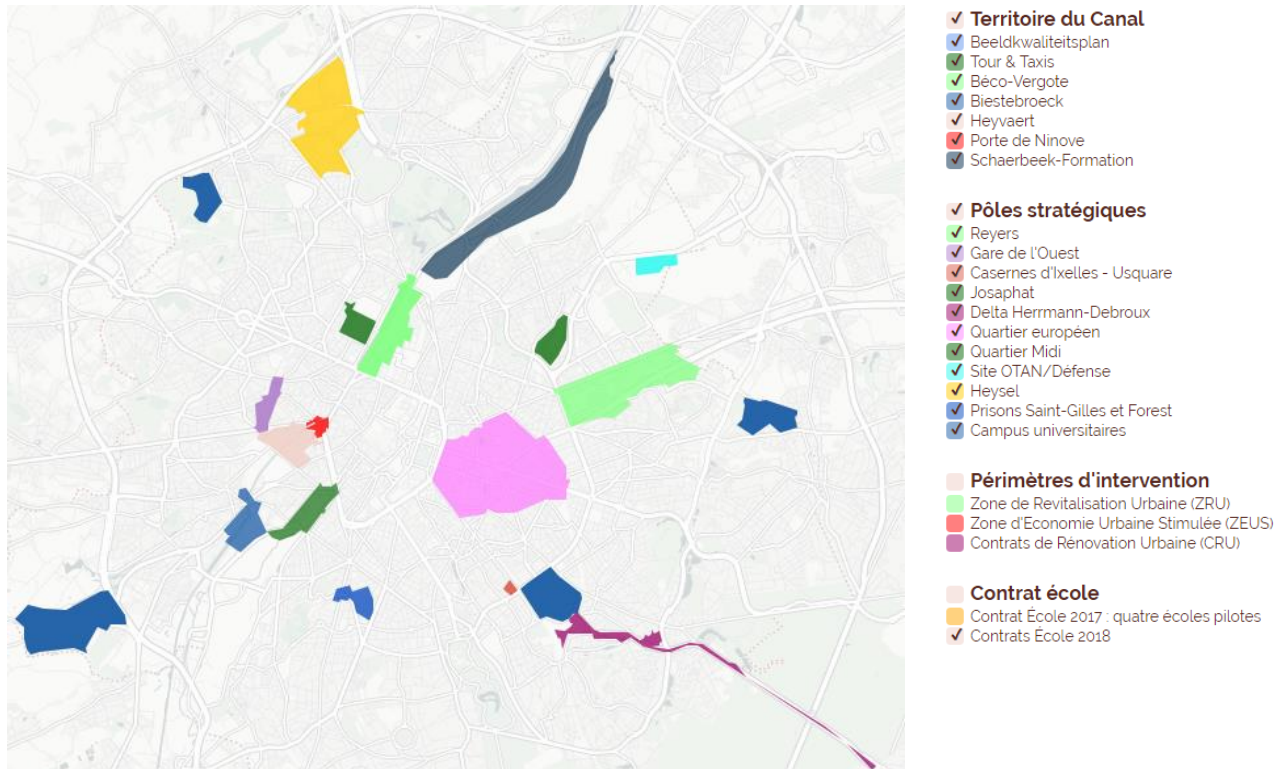 Territoire du Canal
Beeldkwaliteitsplan
Tour & Taxis
Béco-Vergote
Biestebroeck
Heyvaert
Porte de Ninove
Schaerbeek-Formation
Pôles stratégiques
Reyers
Gare de l'Ouest
Casernes d'Ixelles - Usquare
Josaphat
Delta Herrmann-Debroux
Quartier européen
Quartier Midi
Site OTAN/Défense
Heysel
Prisons Saint-Gilles et Forest
Campus universitaires
Périmètres d'intervention
Zone de Revitalisation Urbaine (ZRU)
Zone d'Economie Urbaine Stimulée (ZEUS)
Contrats de Rénovation Urbaine (CRU)
Contrat école
Contrat École 2017 : quatre écoles pilotes
Contrats École 2018